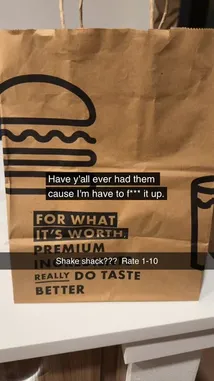 Have y'all ever had them
cause I'm have to f*** it up.
FOR WHAT
IT'S WORTH,
PREMIUM
Shake shack??? Rate 1-10
REALLY DO TASTE
BETTER